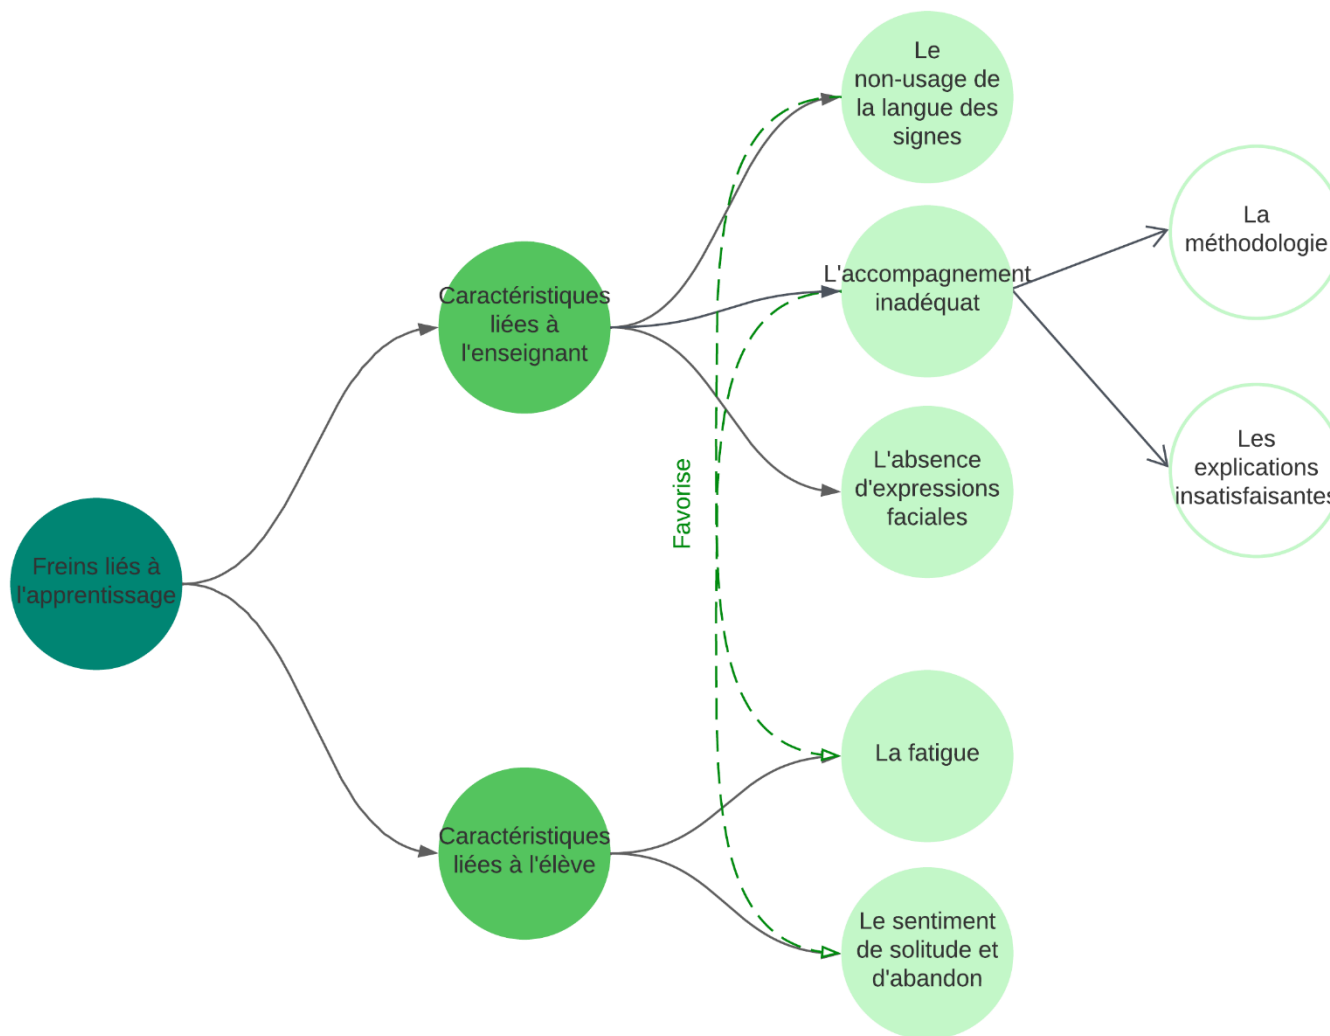 Le
non-usage de
la langue des
signes
La
méthodologie
L'accompagnement
inadéquat
Caractéristiques
liées à
l'enseignant
L'absence
d'expressions
faciales
Les
explications
insatisfaisantes
Favorise
Freins liés à
l'apprentissage
La fatigue
Caractéristiques
liées à l'élève
Le sentiment
de solitude et
d'abandon